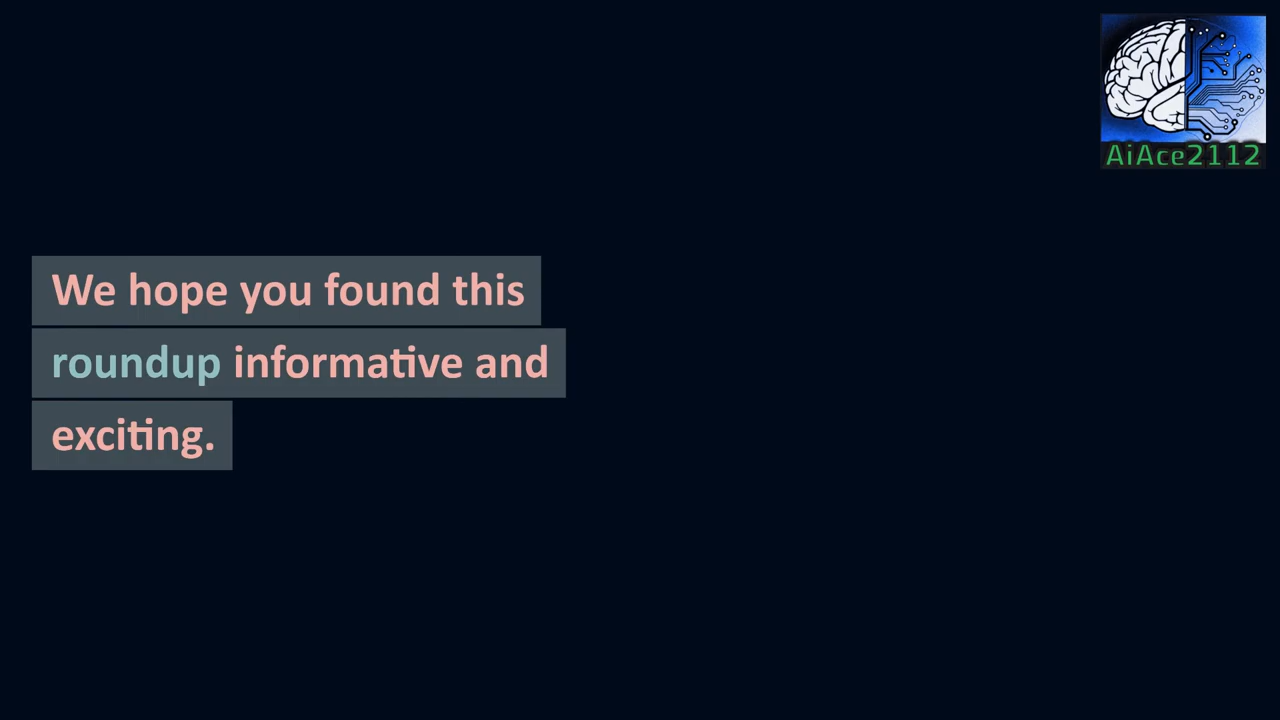 AiAce2112
We hope you found this
roundup informative and
exciting.